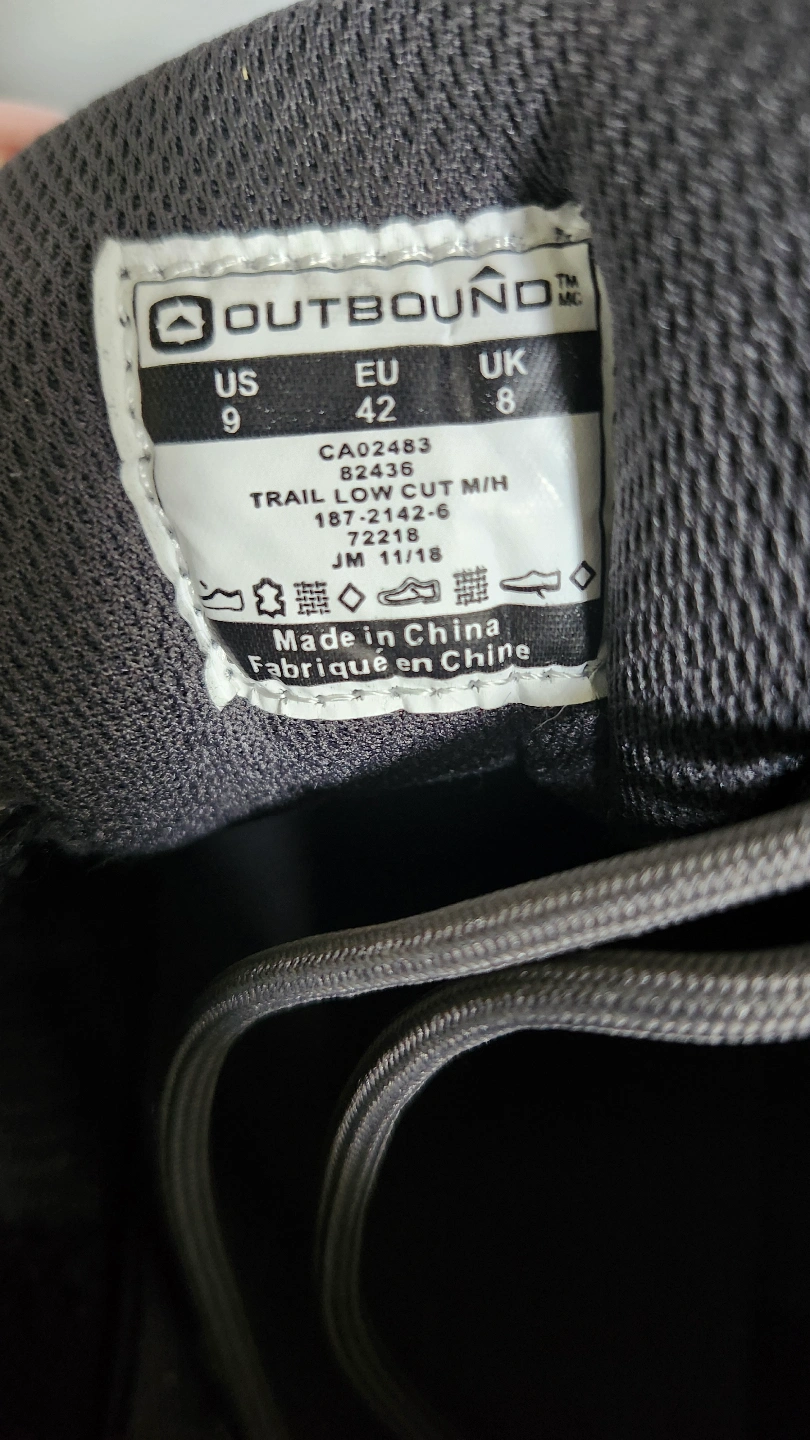 OUTBOUND TM MC
US EU UK
9 42 8
CA02483
82436
TRAIL LOW CUT M/H
187-2142-6
72218
JM 11/18
Made in China
Fabriqué en Chine